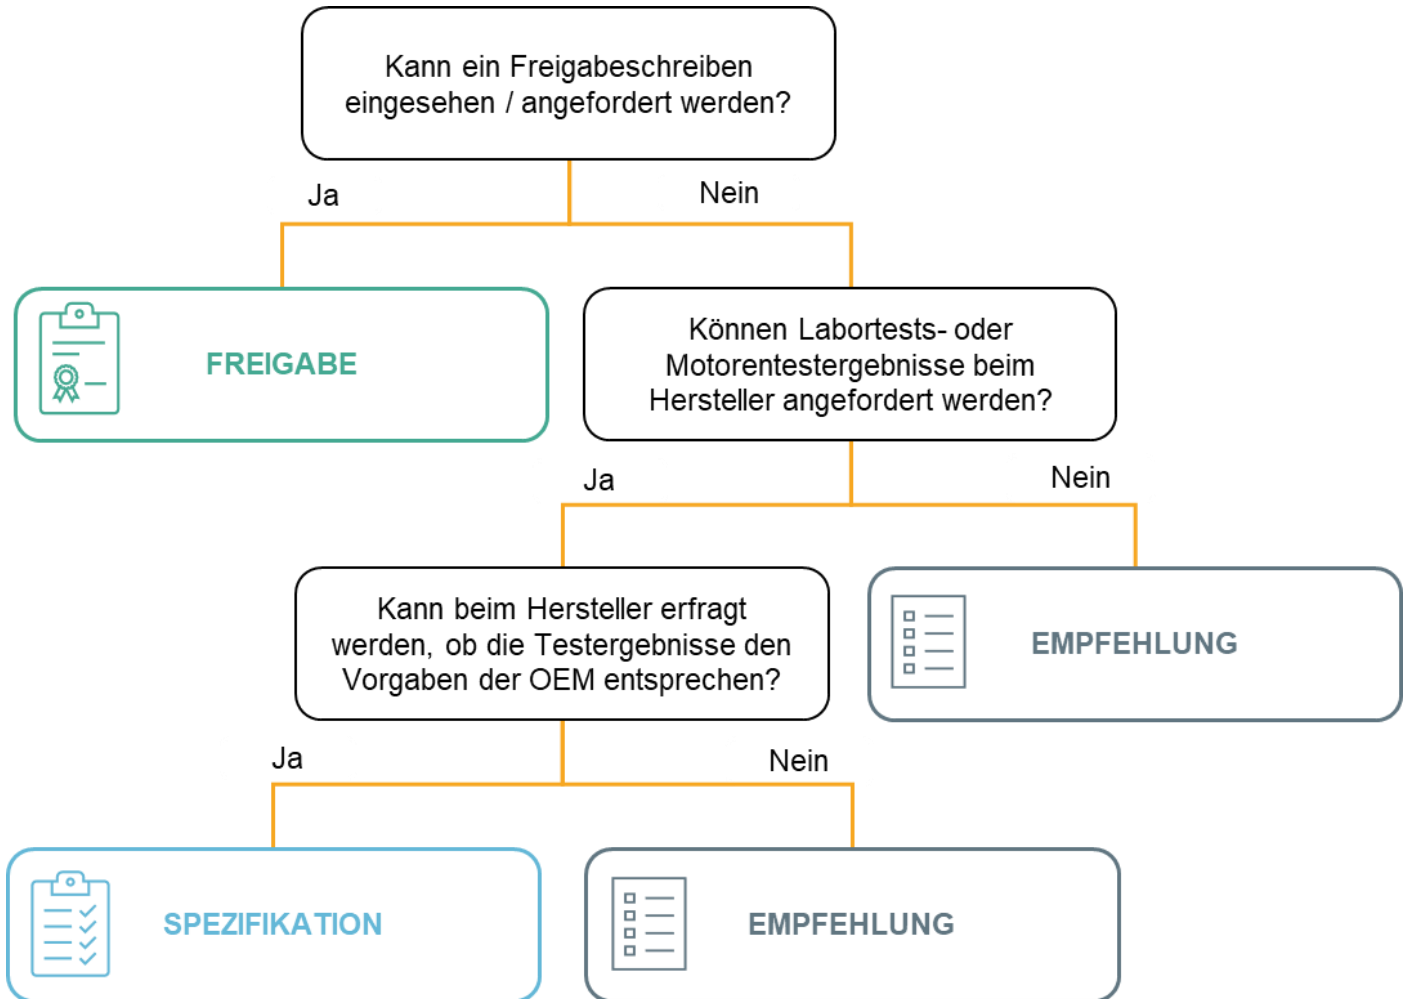 Kann ein Freigabeschreiben
eingesehen / angefordert werden?
Ja
Nein
FREIGABE
Können Labortests- oder
Motorentestergebnisse beim
Hersteller angefordert werden?
Ja
Nein
Kann beim Hersteller erfragt
werden, ob die Testergebnisse den
Vorgaben der OEM entsprechen?
EMPFEHLUNG
Ja
Nein
SPEZIFIKATION
EMPFEHLUNG